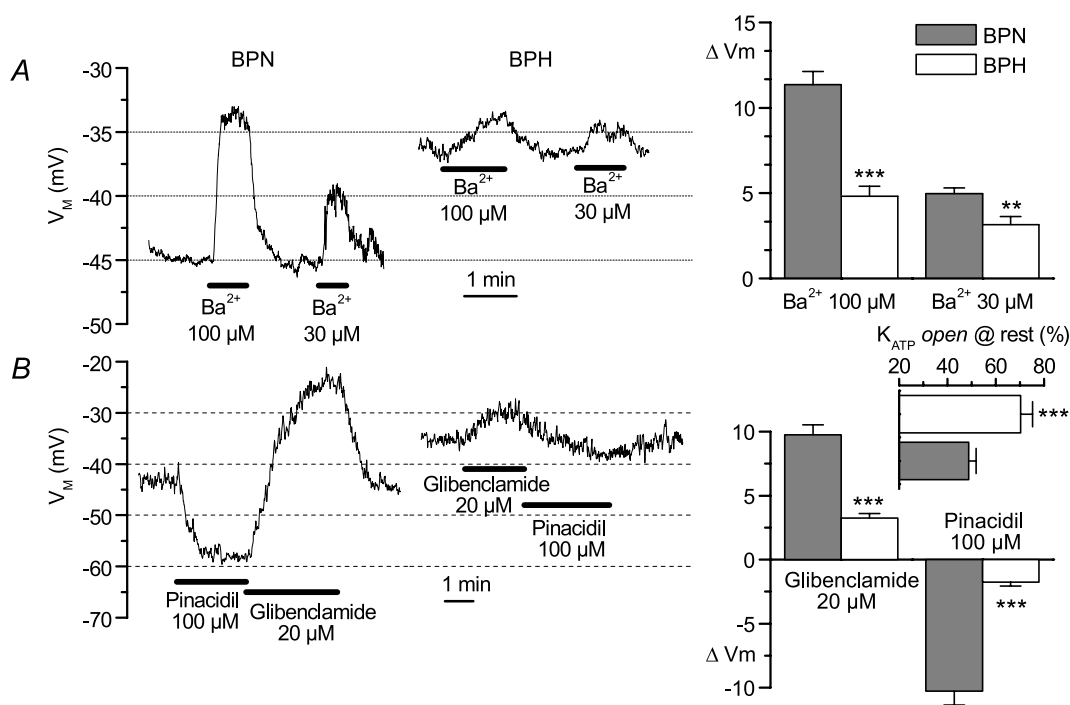 A
BPN
BPH
-30
-35
-40
-45
-50
V_M (mV)
Ba²⁺
100 µM
Ba²⁺
30 µM
Ba²⁺
100 µM
Ba²⁺
30 µM
1 min
15
Δ Vm
10
5
0
BPN
BPH
***
**
Ba²⁺ 100 µM
Ba²⁺ 30 µM
B
-20
-30
-40
-50
-60
-70
V_M (mV)
Pinacidil
100 µM
Glibenclamide
20 µM
Glibenclamide
20 µM
Pinacidil
100 µM
1 min
K_ATP open @ rest (%)
20 40 60 80
***
10
5
0
-5
Δ Vm
-10
***
Glibenclamide
20 µM
Pinacidil
100 µM
***